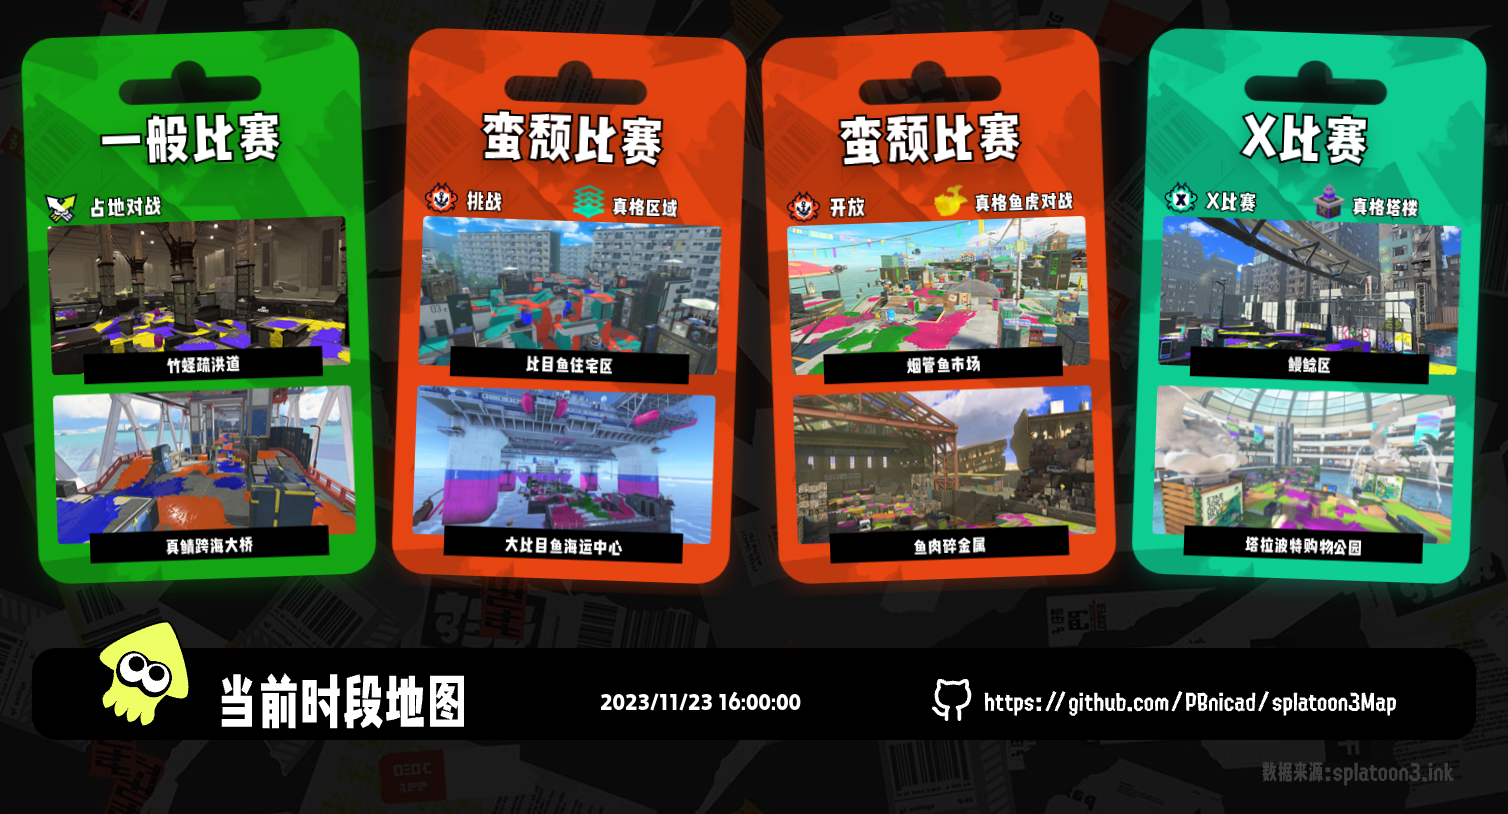 一般比赛
占地对战
竹蛏疏洪道
真鲭跨海大桥
蛮颓比赛
挑战
真格区域
比目鱼住宅区
大比目鱼海运中心
蛮颓比赛
开放
真格鱼虎对战
烟管鱼市场
鱼肉碎金属
X比赛
X比赛
真格塔楼
鳗鲶区
塔拉波特购物公园
当前时段地图
2023/11/23 16:00:00
https://github.com/PBnicad/splatoon3Map
数据来源:splatoon3.ink